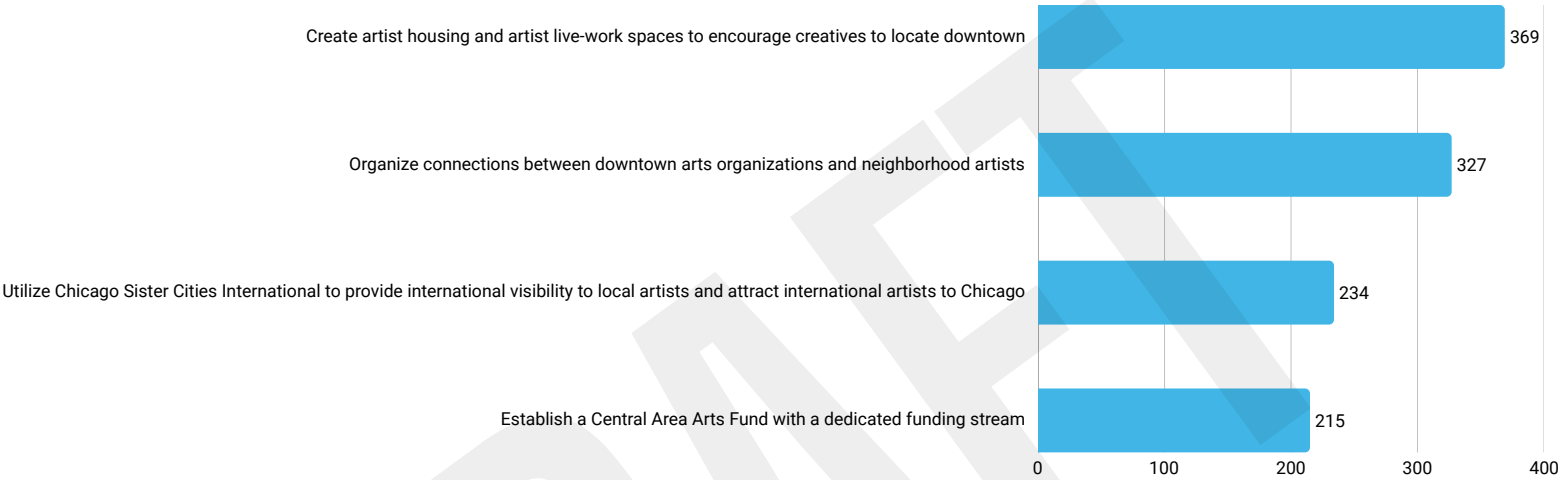 Create artist housing and artist live-work spaces to encourage creatives to locate downtown
369
Organize connections between downtown arts organizations and neighborhood artists
327
Utilize Chicago Sister Cities International to provide international visibility to local artists and attract international artists to Chicago
234
Establish a Central Area Arts Fund with a dedicated funding stream
215
0 100 200 300 400